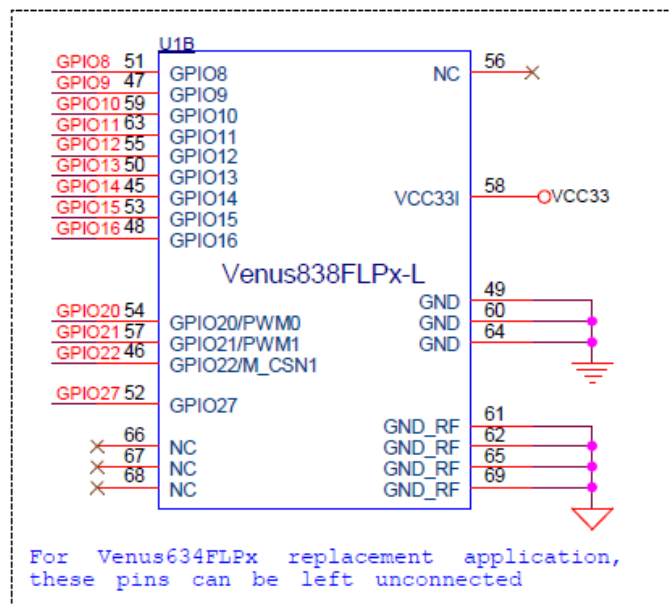 U1B
GPIO8 51 GPIO8
GPIO9 47 GPIO9
GPIO10 59 GPIO10
GPIO11 63 GPIO11
GPIO12 55 GPIO12
GPIO13 50 GPIO13
GPIO14 45 GPIO14
GPIO15 53 GPIO15
GPIO16 48 GPIO16
NC 56
VCC33I 58 VCC33
Venus838FLPx-L
GND 49
GND 60
GND 64
GPIO20 54 GPIO20/PWM0
GPIO21 57 GPIO21/PWM1
GPIO22 46 GPIO22/M_CSN1
GPIO27 52 GPIO27
66 NC
67 NC
68 NC
GND_RF 61
GND_RF 62
GND_RF 65
GND_RF 69
For Venus634FLPx replacement application,
these pins can be left unconnected